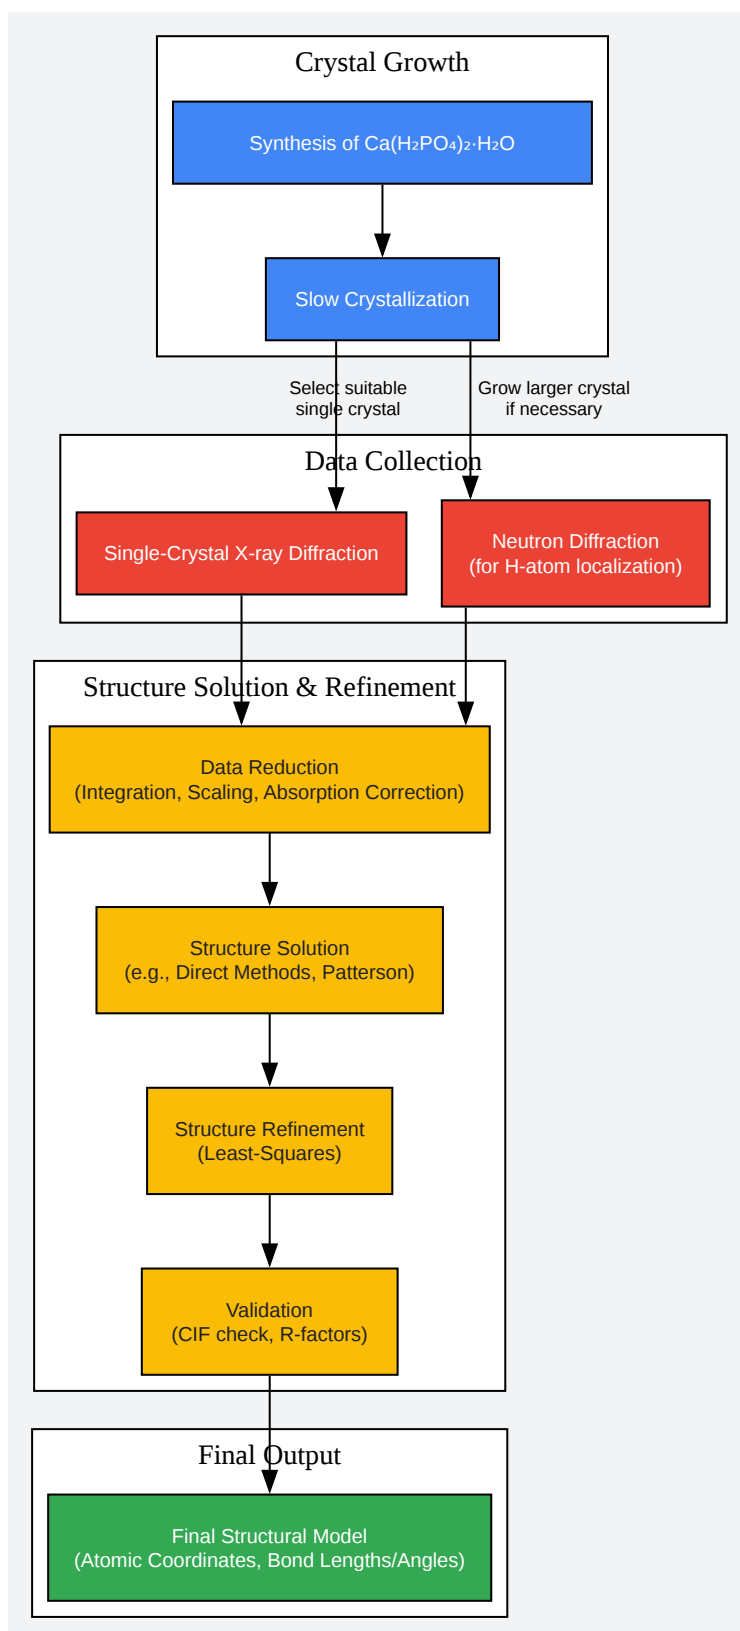 Crystal Growth
Synthesis of Ca(H₂PO₄)₂·H₂O
Slow Crystallization
Select suitable
single crystal
Grow larger crystal
if necessary
Data Collection
Single-Crystal X-ray Diffraction
Neutron Diffraction
(for H-atom localization)
Structure Solution & Refinement
Data Reduction
(Integration, Scaling, Absorption Correction)
Structure Solution
(e.g., Direct Methods, Patterson)
Structure Refinement
(Least-Squares)
Validation
(CIF check, R-factors)
Final Output
Final Structural Model
(Atomic Coordinates, Bond Lengths/Angles)